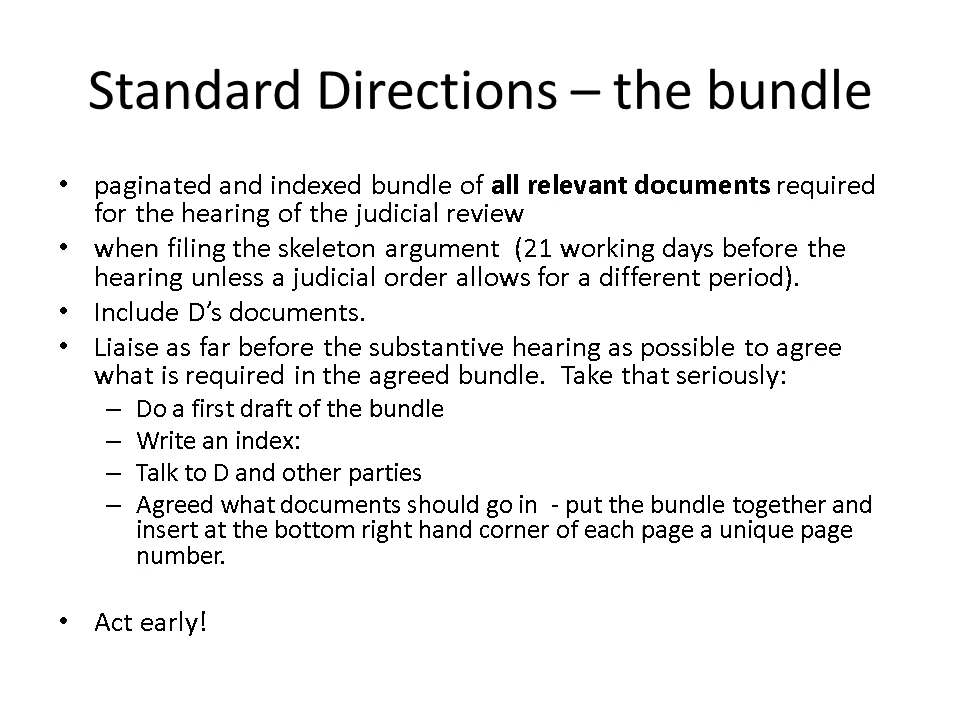 Standard Directions – the bundle
• paginated and indexed bundle of all relevant documents required
for the hearing of the judicial review
• when filing the skeleton argument  (21 working days before the
hearing unless a judicial order allows for a different period).
• Include D’s documents.
• Liaise as far before the substantive hearing as possible to agree
what is required in the agreed bundle.  Take that seriously:
– Do a first draft of the bundle
– Write an index:
– Talk to D and other parties
– Agreed what documents should go in  - put the bundle together and
insert at the bottom right hand corner of each page a unique page
number.
• Act early!